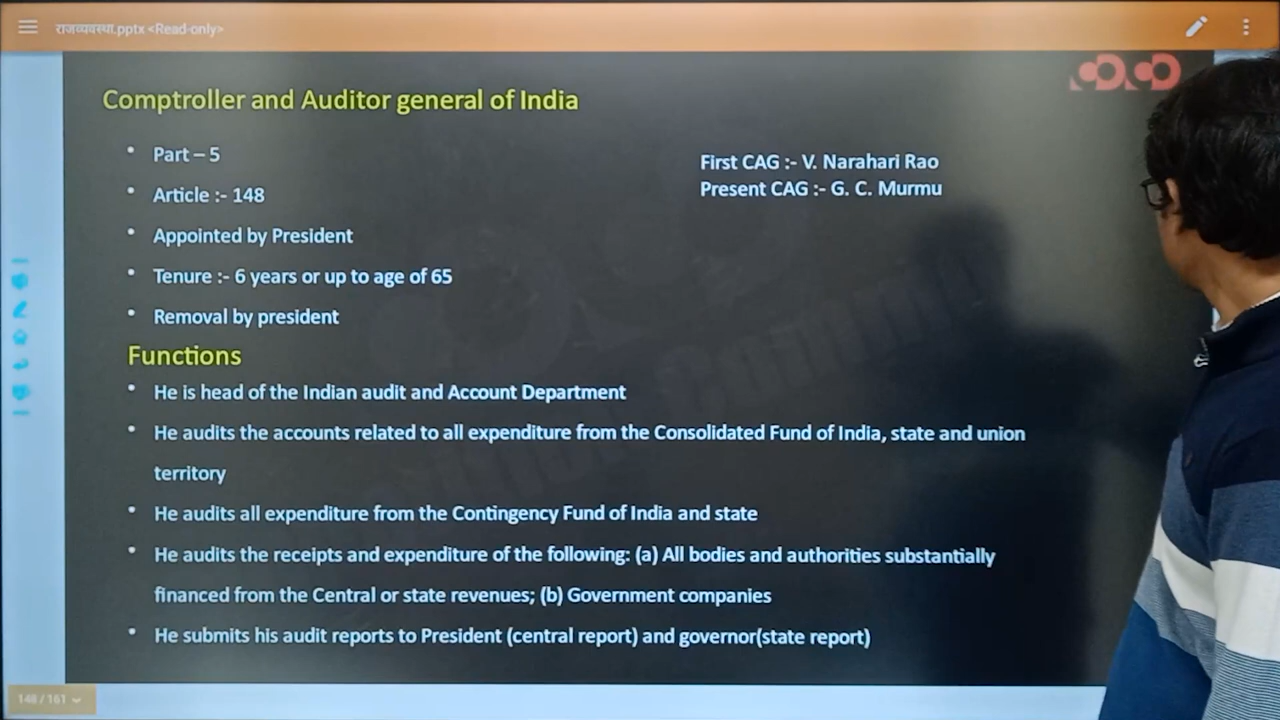 राजव्यवस्था.pptx <Read-only>
Comptroller and Auditor general of India
• Part – 5
• Article :- 148
• Appointed by President
• Tenure :- 6 years or up to age of 65
• Removal by president
First CAG :- V. Narahari Rao
Present CAG :- G. C. Murmu
Functions
• He is head of the Indian audit and Account Department
• He audits the accounts related to all expenditure from the Consolidated Fund of India, state and union
territory
• He audits all expenditure from the Contingency Fund of India and state
• He audits the receipts and expenditure of the following: (a) All bodies and authorities substantially
financed from the Central or state revenues; (b) Government companies
• He submits his audit reports to President (central report) and governor(state report)
148 / 161